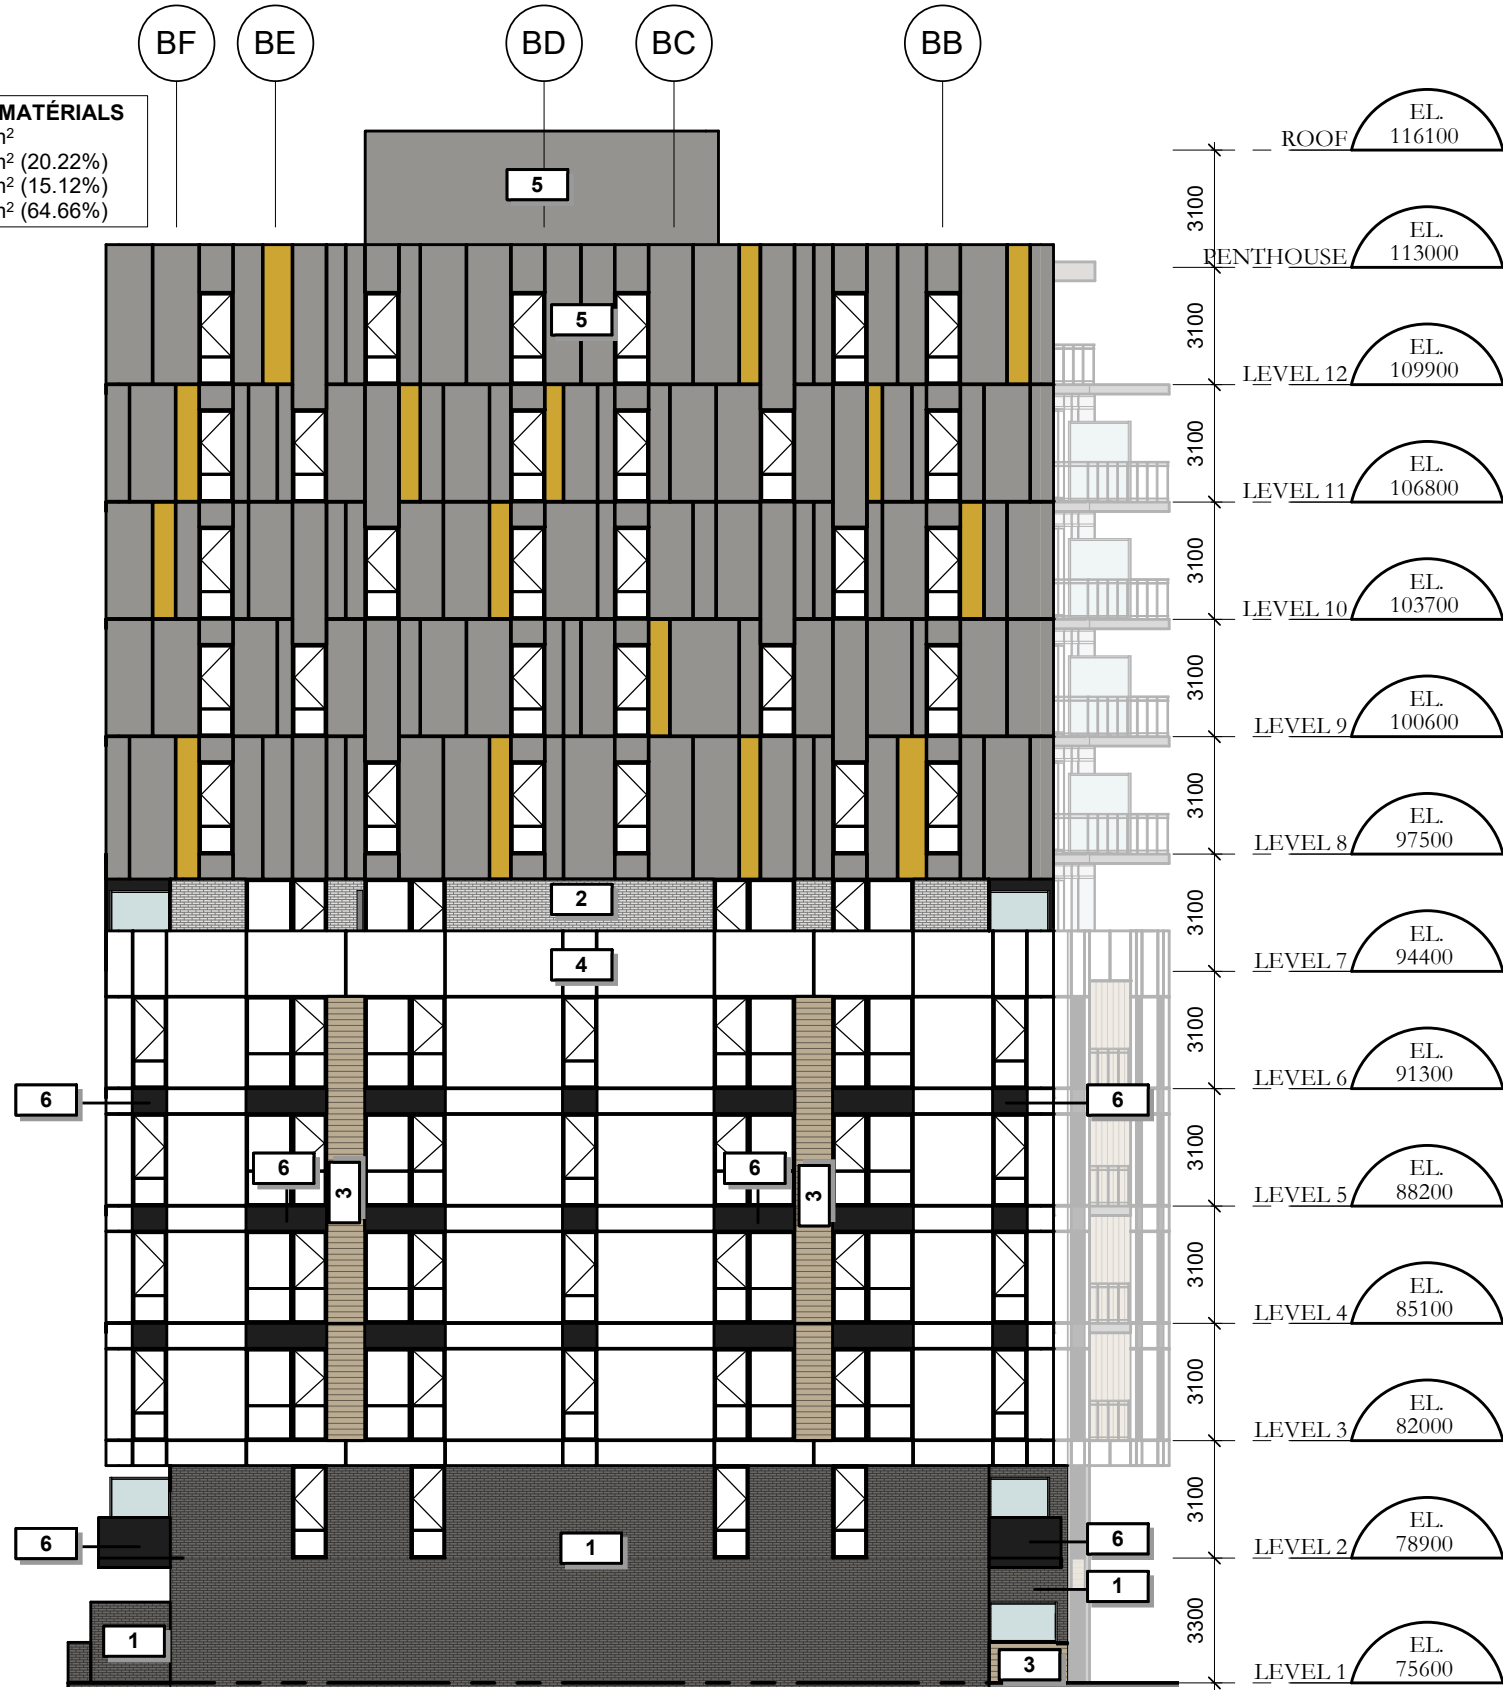 BF BE BD BC BB
MATÉRIALS
m²
m² (20.22%)
m² (15.12%)
m² (64.66%)
ROOF
EL.
116100
3100
5
PENTHOUSE
EL.
113000
3100
5
LEVEL 12
EL.
109900
3100
LEVEL 11
EL.
106800
3100
LEVEL 10
EL.
103700
3100
LEVEL 9
EL.
100600
3100
LEVEL 8
EL.
97500
3100
2
4
LEVEL 7
EL.
94400
3100
LEVEL 6
EL.
91300
6
6
3100
6
3
6
3
LEVEL 5
EL.
88200
3100
LEVEL 4
EL.
85100
3100
LEVEL 3
EL.
82000
3100
6
1
6
LEVEL 2
EL.
78900
1
3300
1
3
LEVEL 1
EL.
75600